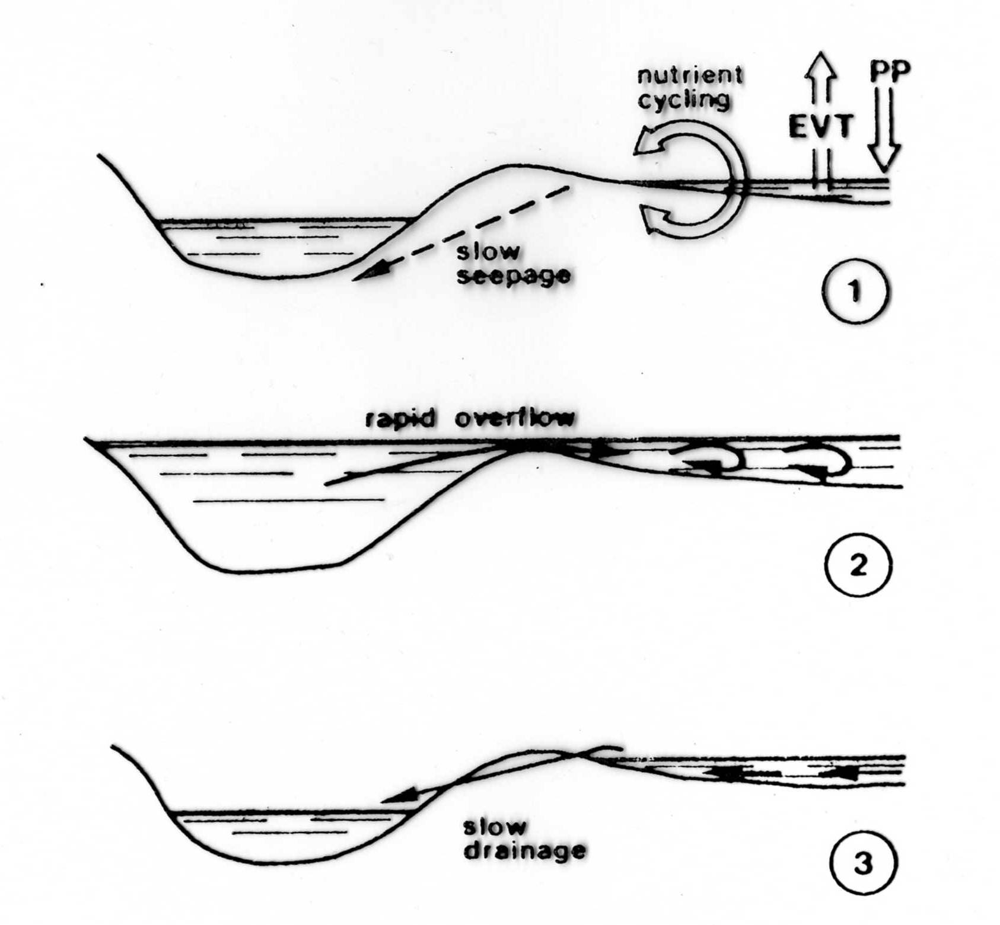 nutrient
cycling
EVT
PP
slow
seepage
1
rapid overflow
2
slow
drainage
3